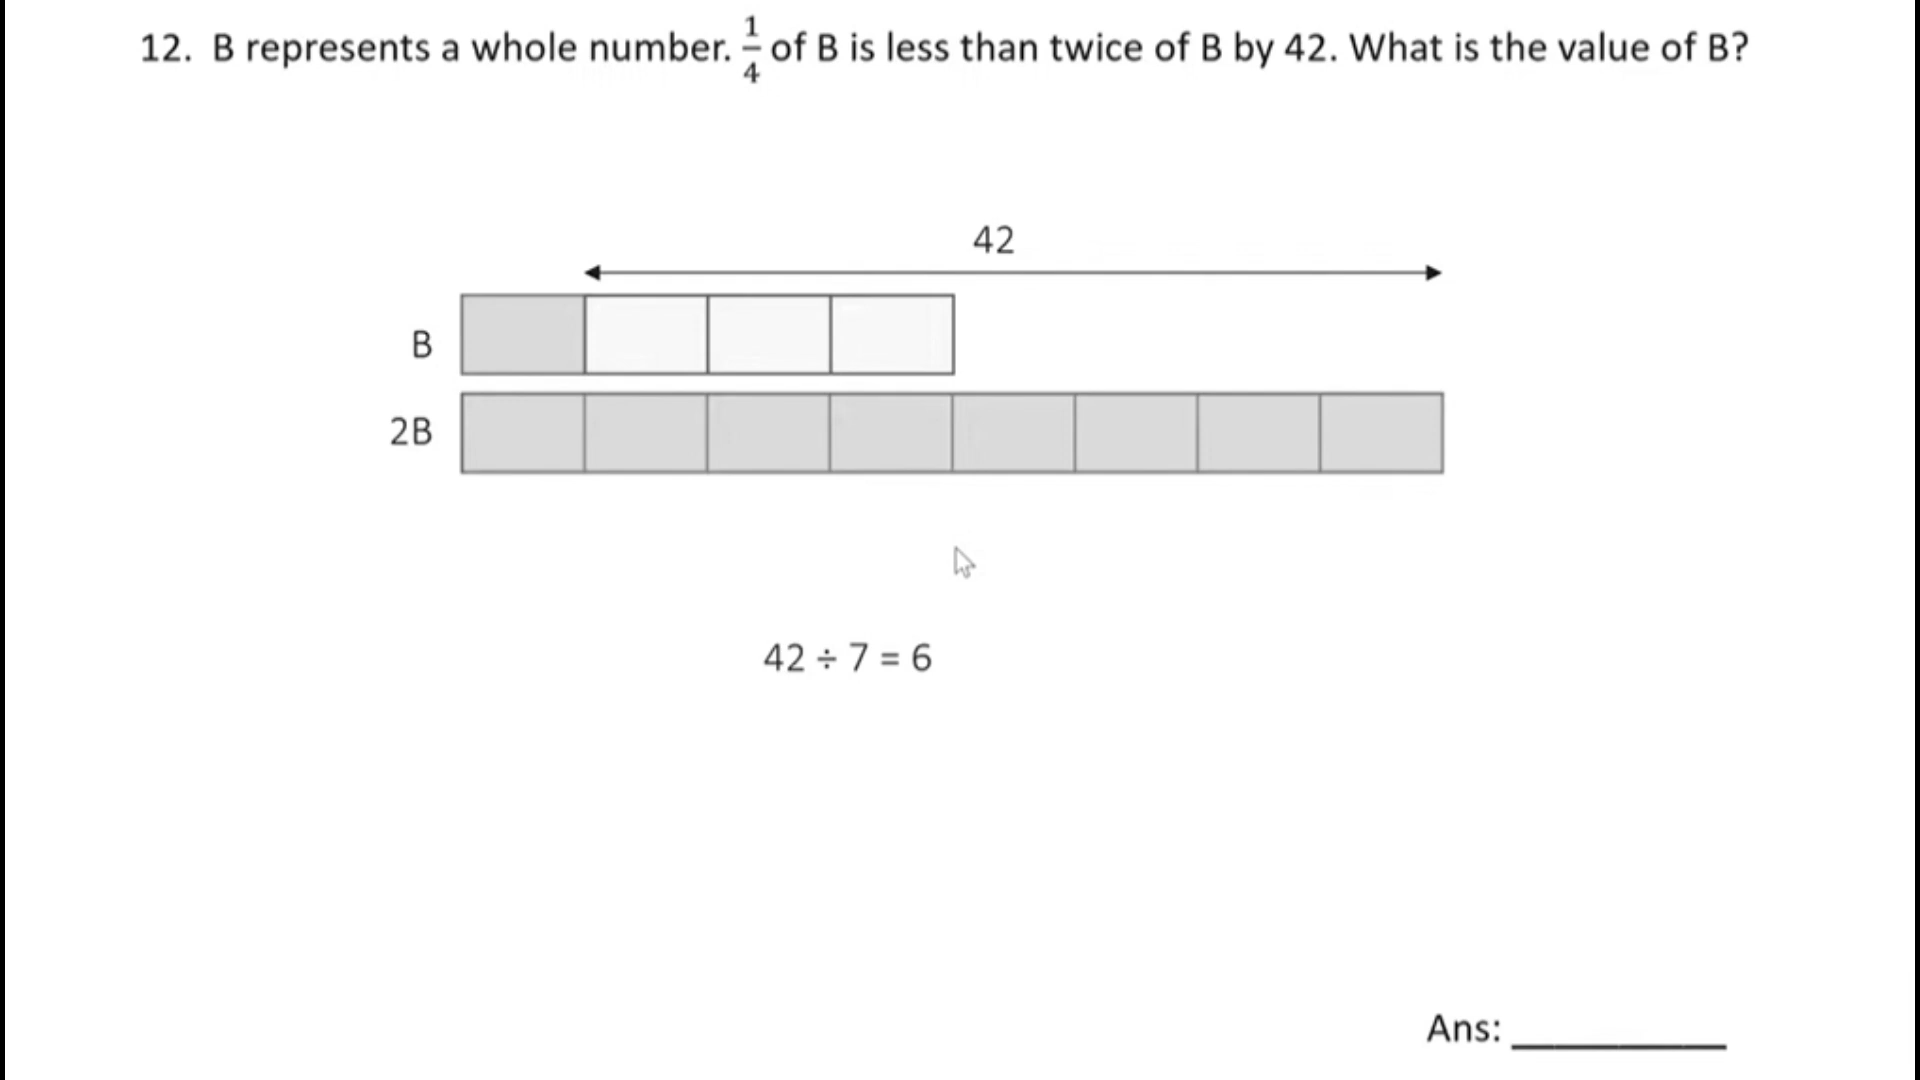 12. B represents a whole number. 1/4 of B is less than twice of B by 42. What is the value of B?
42
B
2B
42 ÷ 7 = 6
Ans: __________